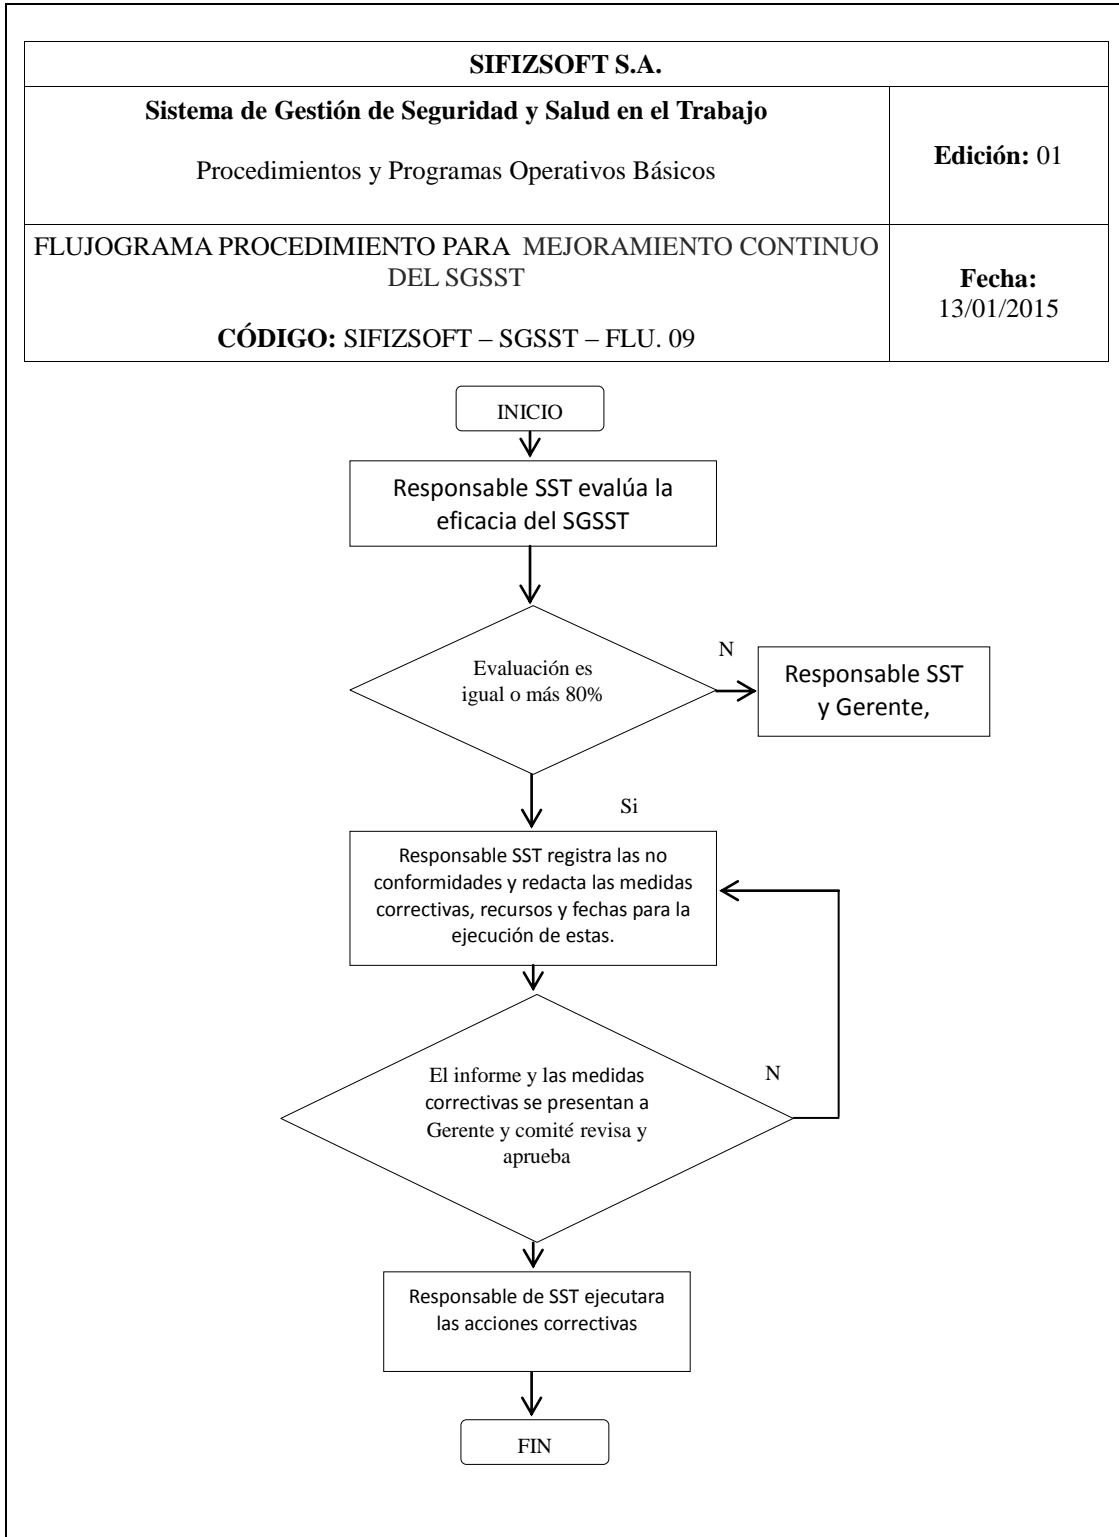 SIFIZSOFT S.A.
Sistema de Gestión de Seguridad y Salud en el Trabajo
Procedimientos y Programas Operativos Básicos
Edición: 01
FLUJOGRAMA PROCEDIMIENTO PARA MEJORAMIENTO CONTINUO
DEL SGSST
CÓDIGO: SIFIZSOFT – SGSST – FLU. 09
Fecha:
13/01/2015
INICIO
Responsable SST evalúa la
eficacia del SGSST
Evaluación es
igual o más 80%
N
Responsable SST
y Gerente,
Si
Responsable SST registra las no
conformidades y redacta las medidas
correctivas, recursos y fechas para la
ejecución de estas.
El informe y las medidas
correctivas se presentan a
Gerente y comité revisa y
aprueba
N
Responsable de SST ejecutara
las acciones correctivas
FIN